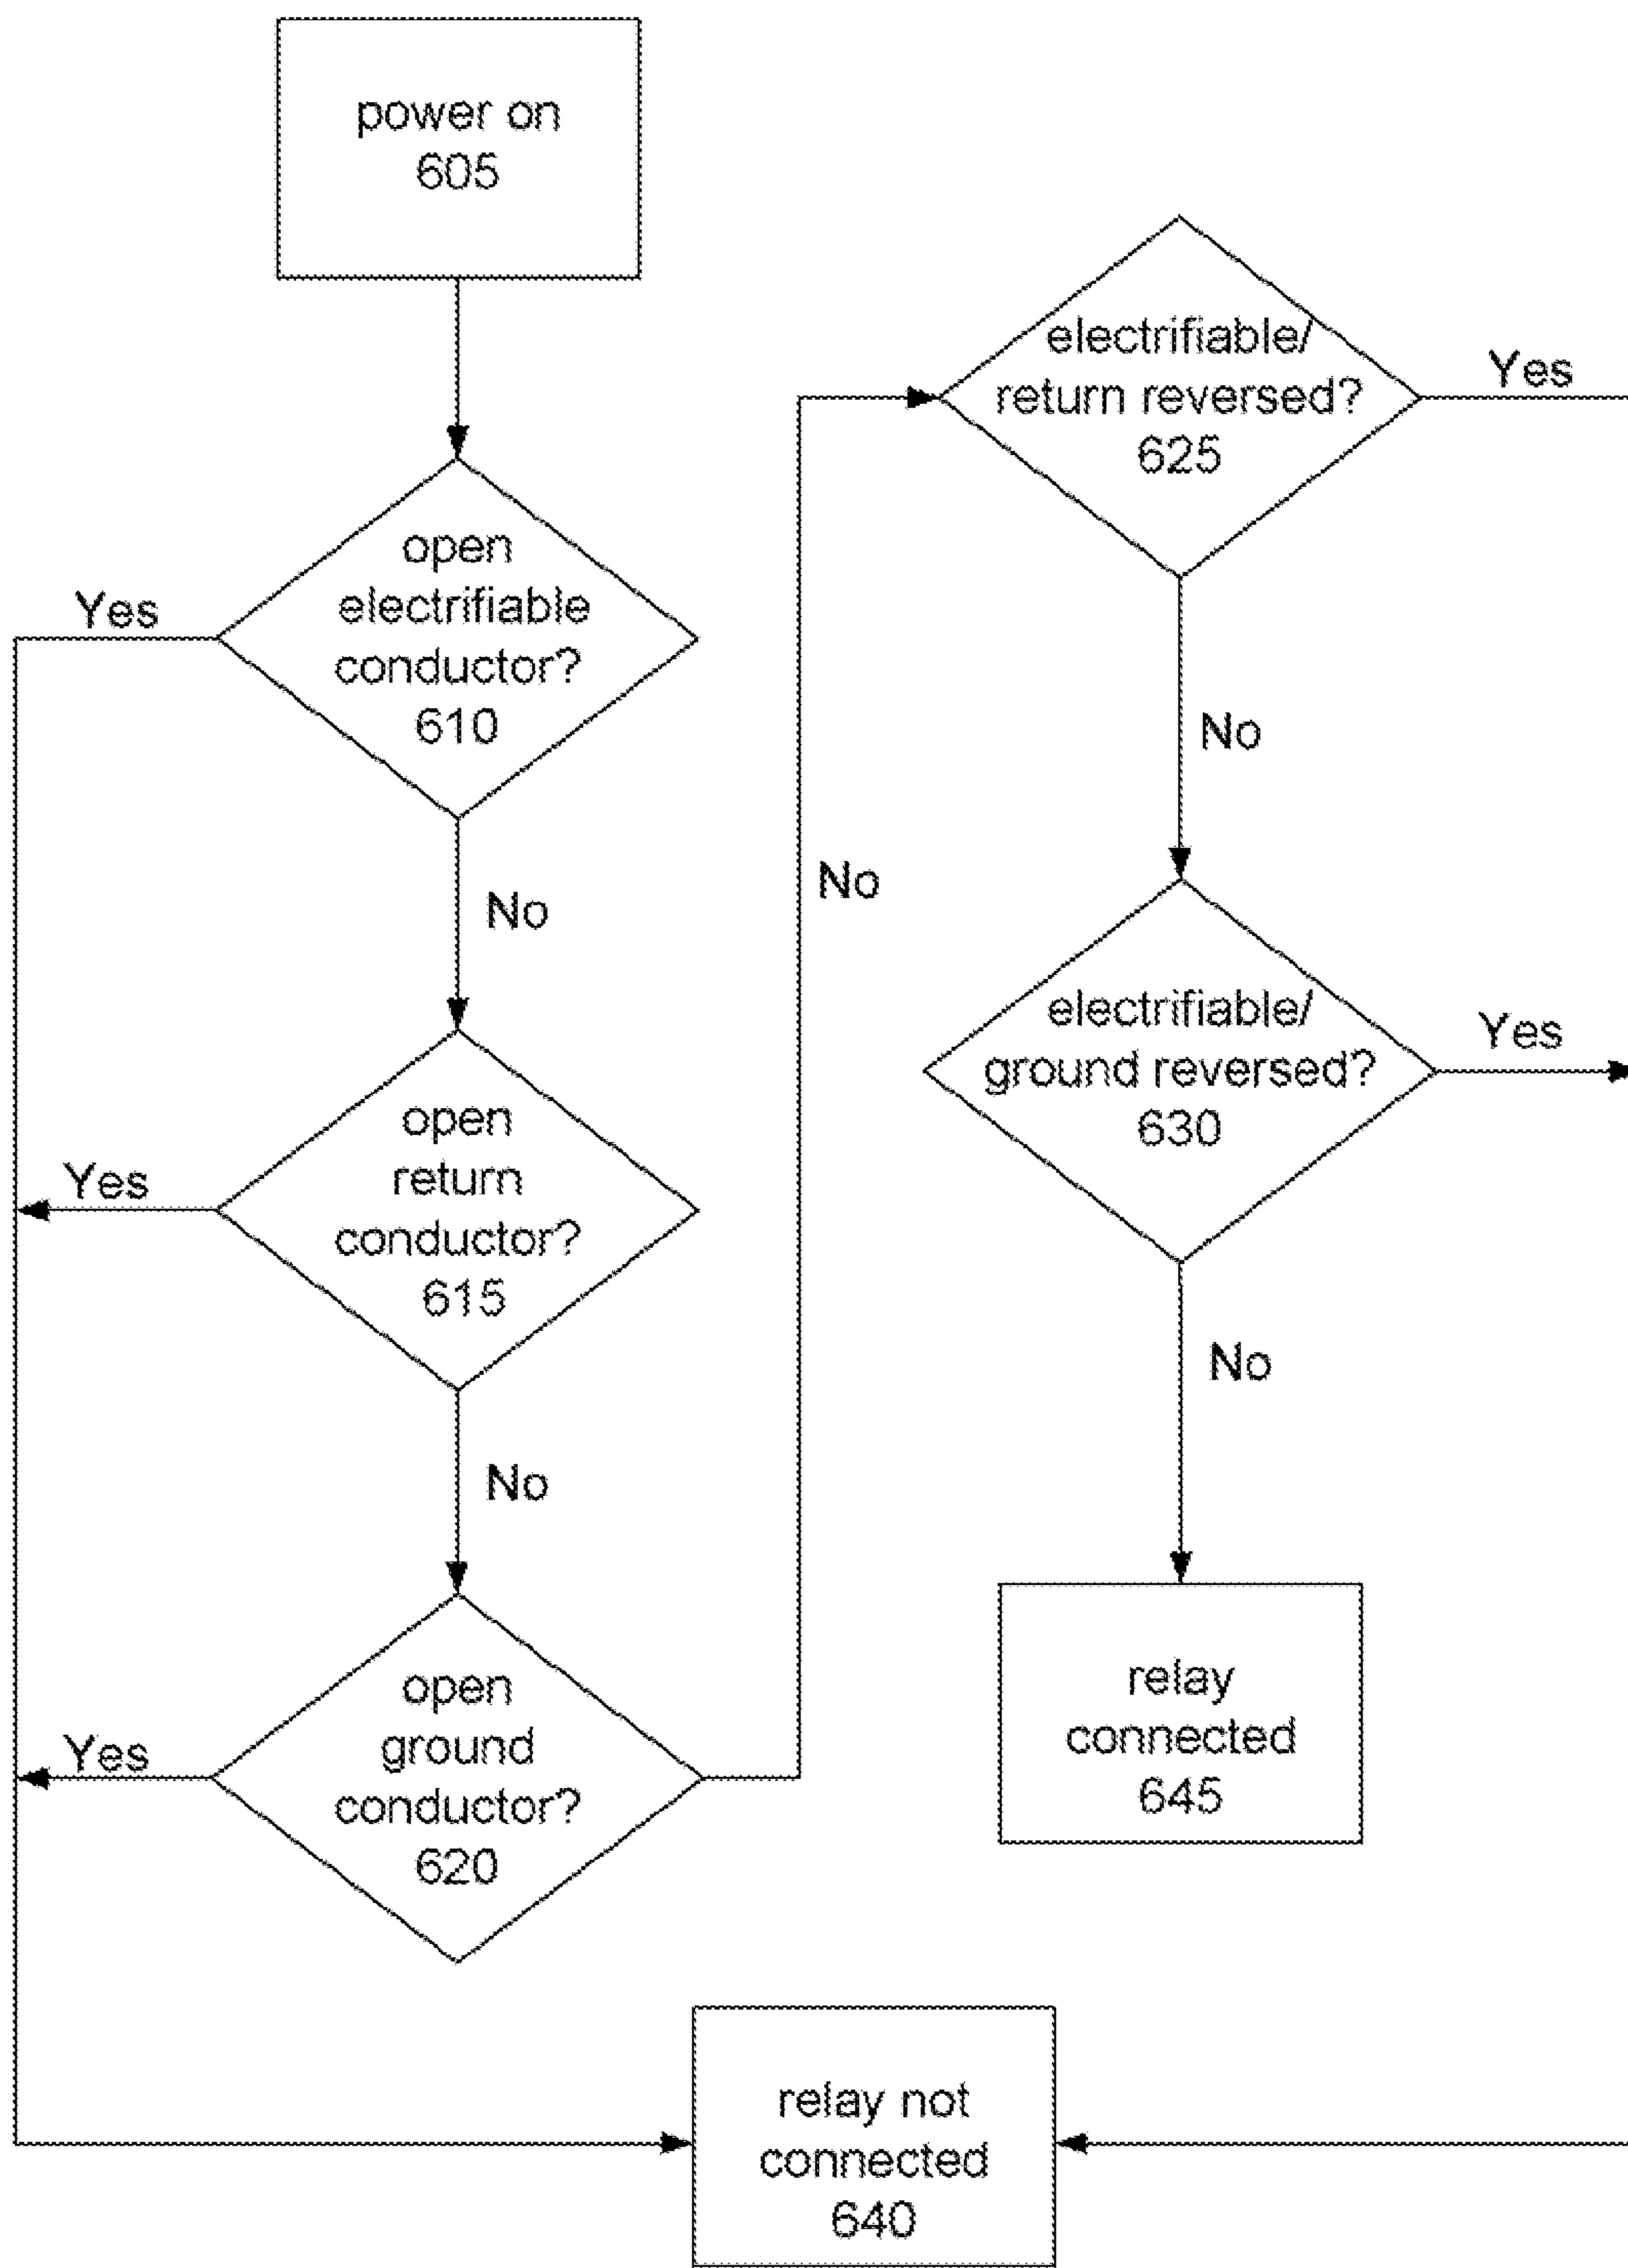 power on
605
open
electrifiable
conductor?
610
Yes
No
open
return
conductor?
615
Yes
No
open
ground
conductor?
620
Yes
No
electrifiable/
return reversed?
625
Yes
No
electrifiable/
ground reversed?
630
Yes
No
relay
connected
645
relay not
connected
640